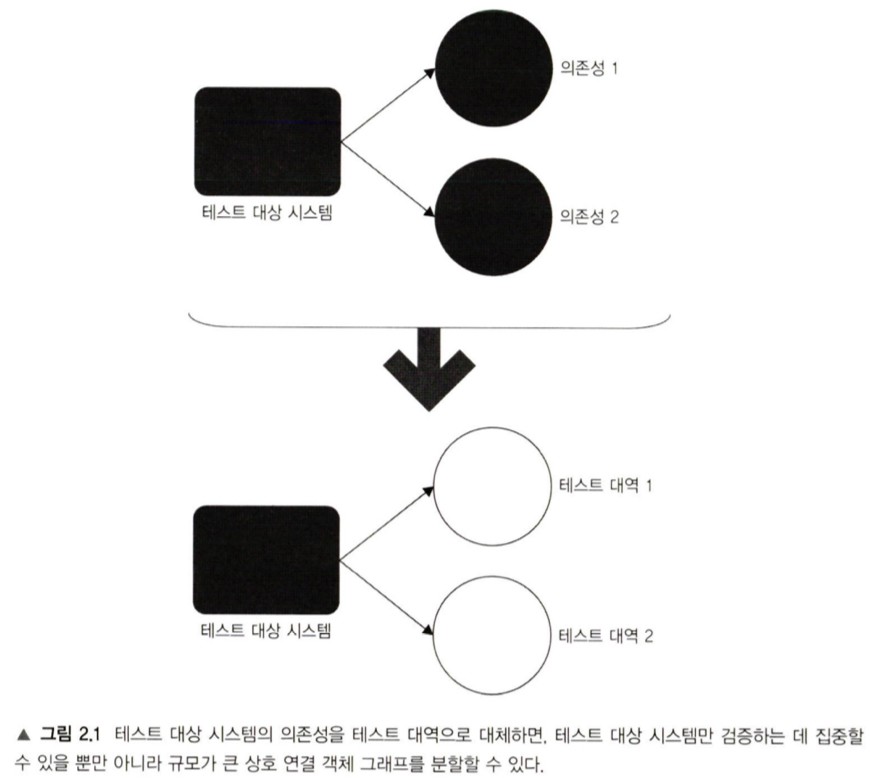 의존성 1
테스트 대상 시스템
의존성 2
테스트 대역 1
테스트 대상 시스템
테스트 대역 2
▲ 그림 2.1 테스트 대상 시스템의 의존성을 테스트 대역으로 대체하면, 테스트 대상 시스템만 검증하는 데 집중할
수 있을 뿐만 아니라 규모가 큰 상호 연결 객체 그래프를 분할할 수 있다.